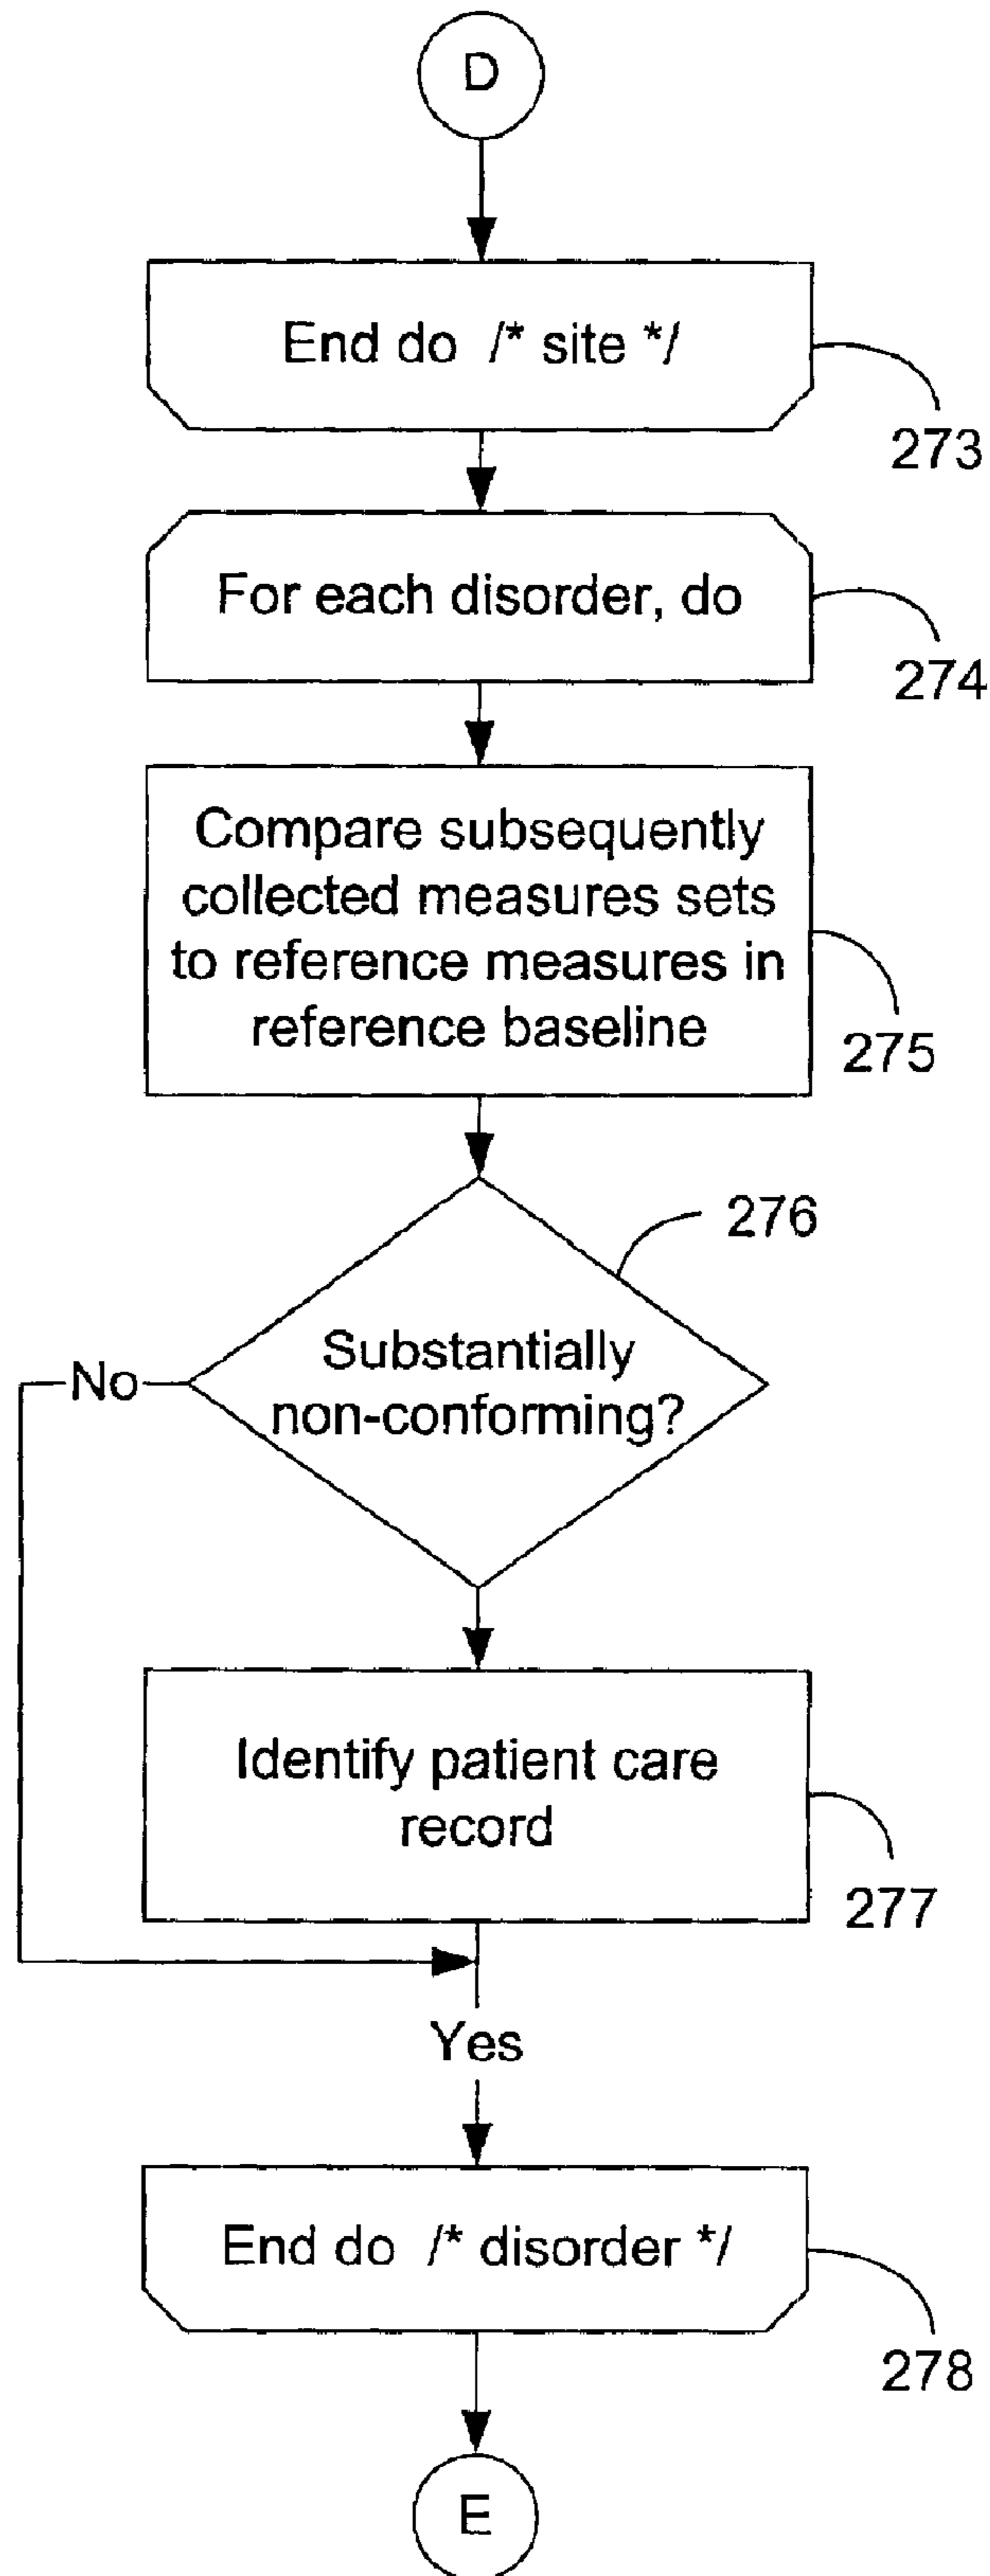 D
End do /* site */
273
For each disorder, do
274
Compare subsequently
collected measures sets
to reference measures in
reference baseline
275
276
Substantially
non-conforming?
No
Identify patient care
record
277
Yes
End do /* disorder */
278
E